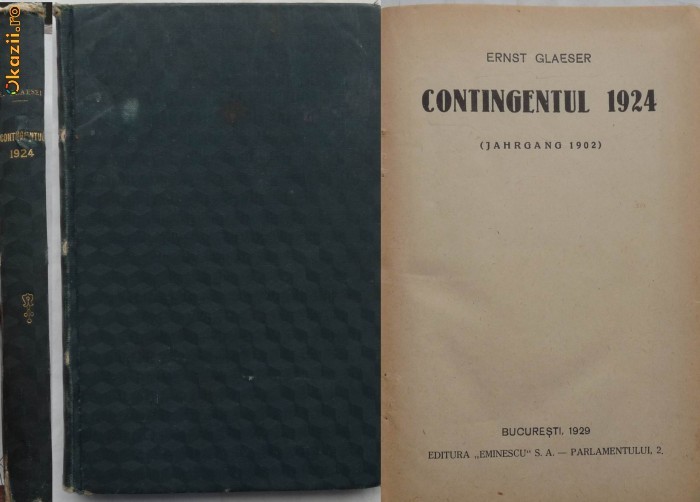 Okazii.ro
CONTINGENTUL
1924
ERNST GLAESER
CONTINGENTUL 1924
(JAHRGANG 1902)
BUCUREȘTI, 1929
EDITURA „EMINESCU" S. A. — PARLAMENTULUI, 2.